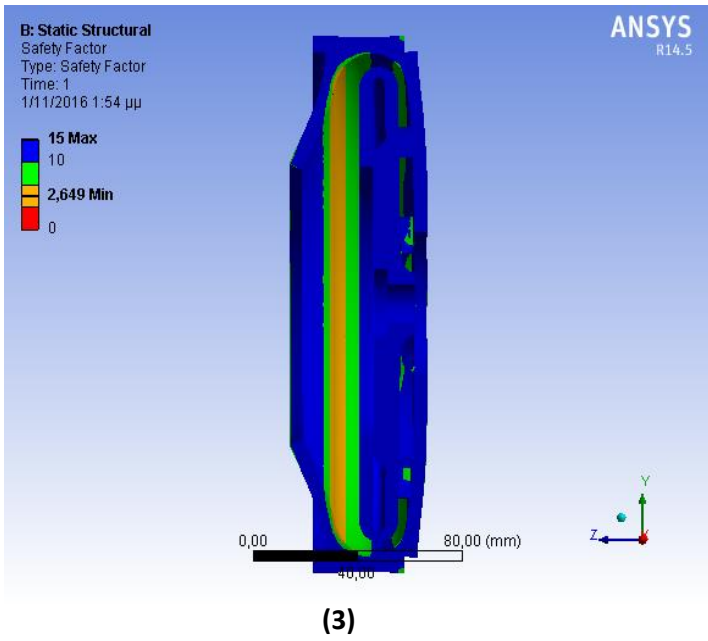 B: Static Structural
Safety Factor
Type: Safety Factor
Time: 1
1/11/2016 1:54 μμ
15 Max
10
2,649 Min
0
ANSYS
R14.5
0,00
80,00 (mm)
40,00
Y
Z
X
(3)